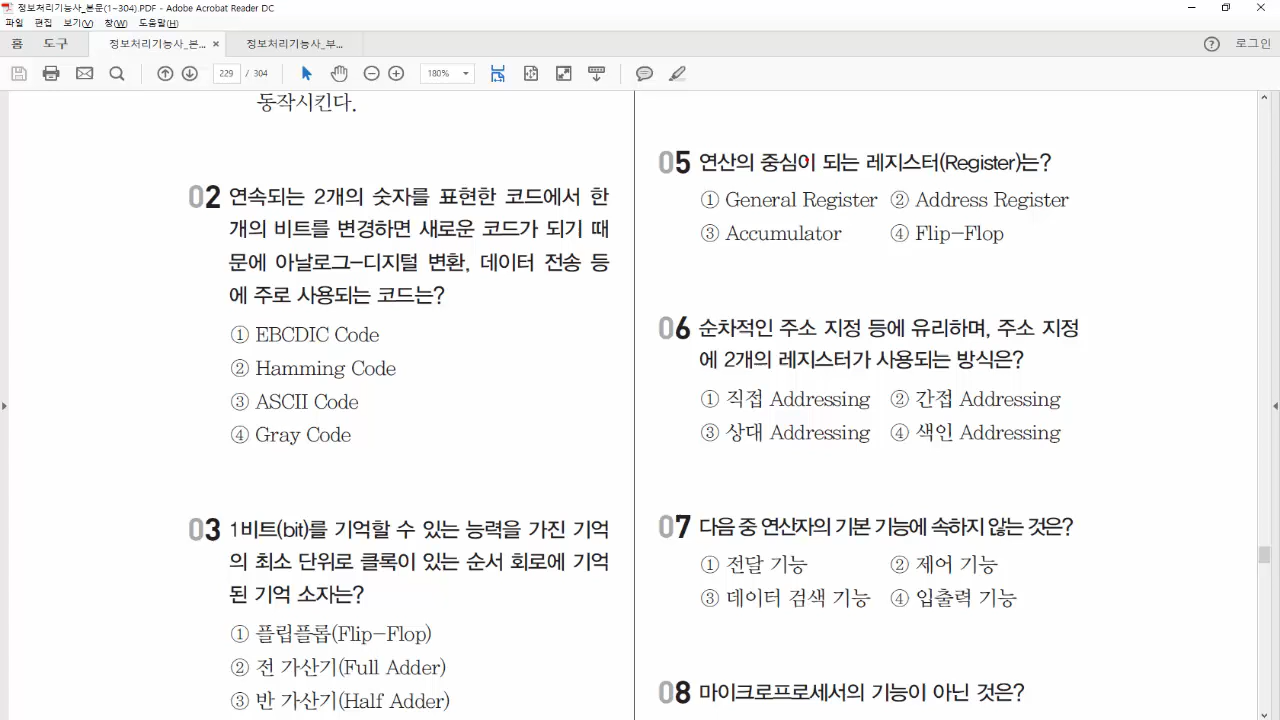 정보처리기능사_본문(1~304).PDF - Adobe Acrobat Reader DC
파일 편집 보기(V) 창(W) 도움말(H)
홈 도구 정보처리기능사_본... × 정보처리기능사_부... 로그인
229 / 304 180%
동작시킨다.
02 연속되는 2개의 숫자를 표현한 코드에서 한
개의 비트를 변경하면 새로운 코드가 되기 때
문에 아날로그-디지털 변환, 데이터 전송 등
에 주로 사용되는 코드는?
① EBCDIC Code
② Hamming Code
③ ASCII Code
④ Gray Code
03 1비트(bit)를 기억할 수 있는 능력을 가진 기억
의 최소 단위로 클록이 있는 순서 회로에 기억
된 기억 소자는?
① 플립플롭(Flip-Flop)
② 전 가산기(Full Adder)
③ 반 가산기(Half Adder)
05 연산의 중심이 되는 레지스터(Register)는?
① General Register ② Address Register
③ Accumulator ④ Flip-Flop
06 순차적인 주소 지정 등에 유리하며, 주소 지정
에 2개의 레지스터가 사용되는 방식은?
① 직접 Addressing ② 간접 Addressing
③ 상대 Addressing ④ 색인 Addressing
07 다음 중 연산자의 기본 기능에 속하지 않는 것은?
① 전달 기능 ② 제어 기능
③ 데이터 검색 기능 ④ 입출력 기능
08 마이크로프로세서의 기능이 아닌 것은?